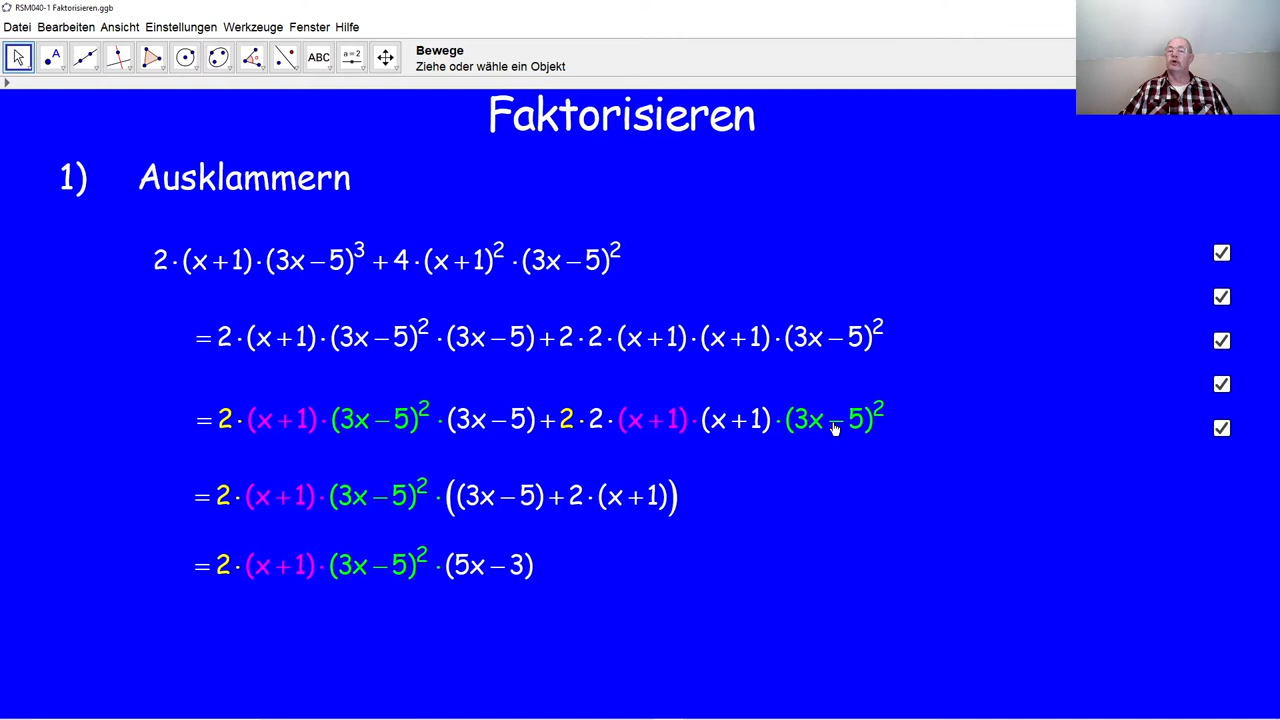 RSM040-1 Faktorisieren.ggb
Datei Bearbeiten Ansicht Einstellungen Werkzeuge Fenster Hilfe
A ABC a=2 Bewege
Ziehe oder wähle ein Objekt
Faktorisieren
1) Ausklammern
2·(x+1)·(3x−5)³+4·(x+1)²·(3x−5)²
=2·(x+1)·(3x−5)²·(3x−5)+2·2·(x+1)·(x+1)·(3x−5)²
=2·(x+1)·(3x−5)²·(3x−5)+2·2·(x+1)·(x+1)·(3x−5)²
=2·(x+1)·(3x−5)²·((3x−5)+2·(x+1))
=2·(x+1)·(3x−5)²·(5x−3)